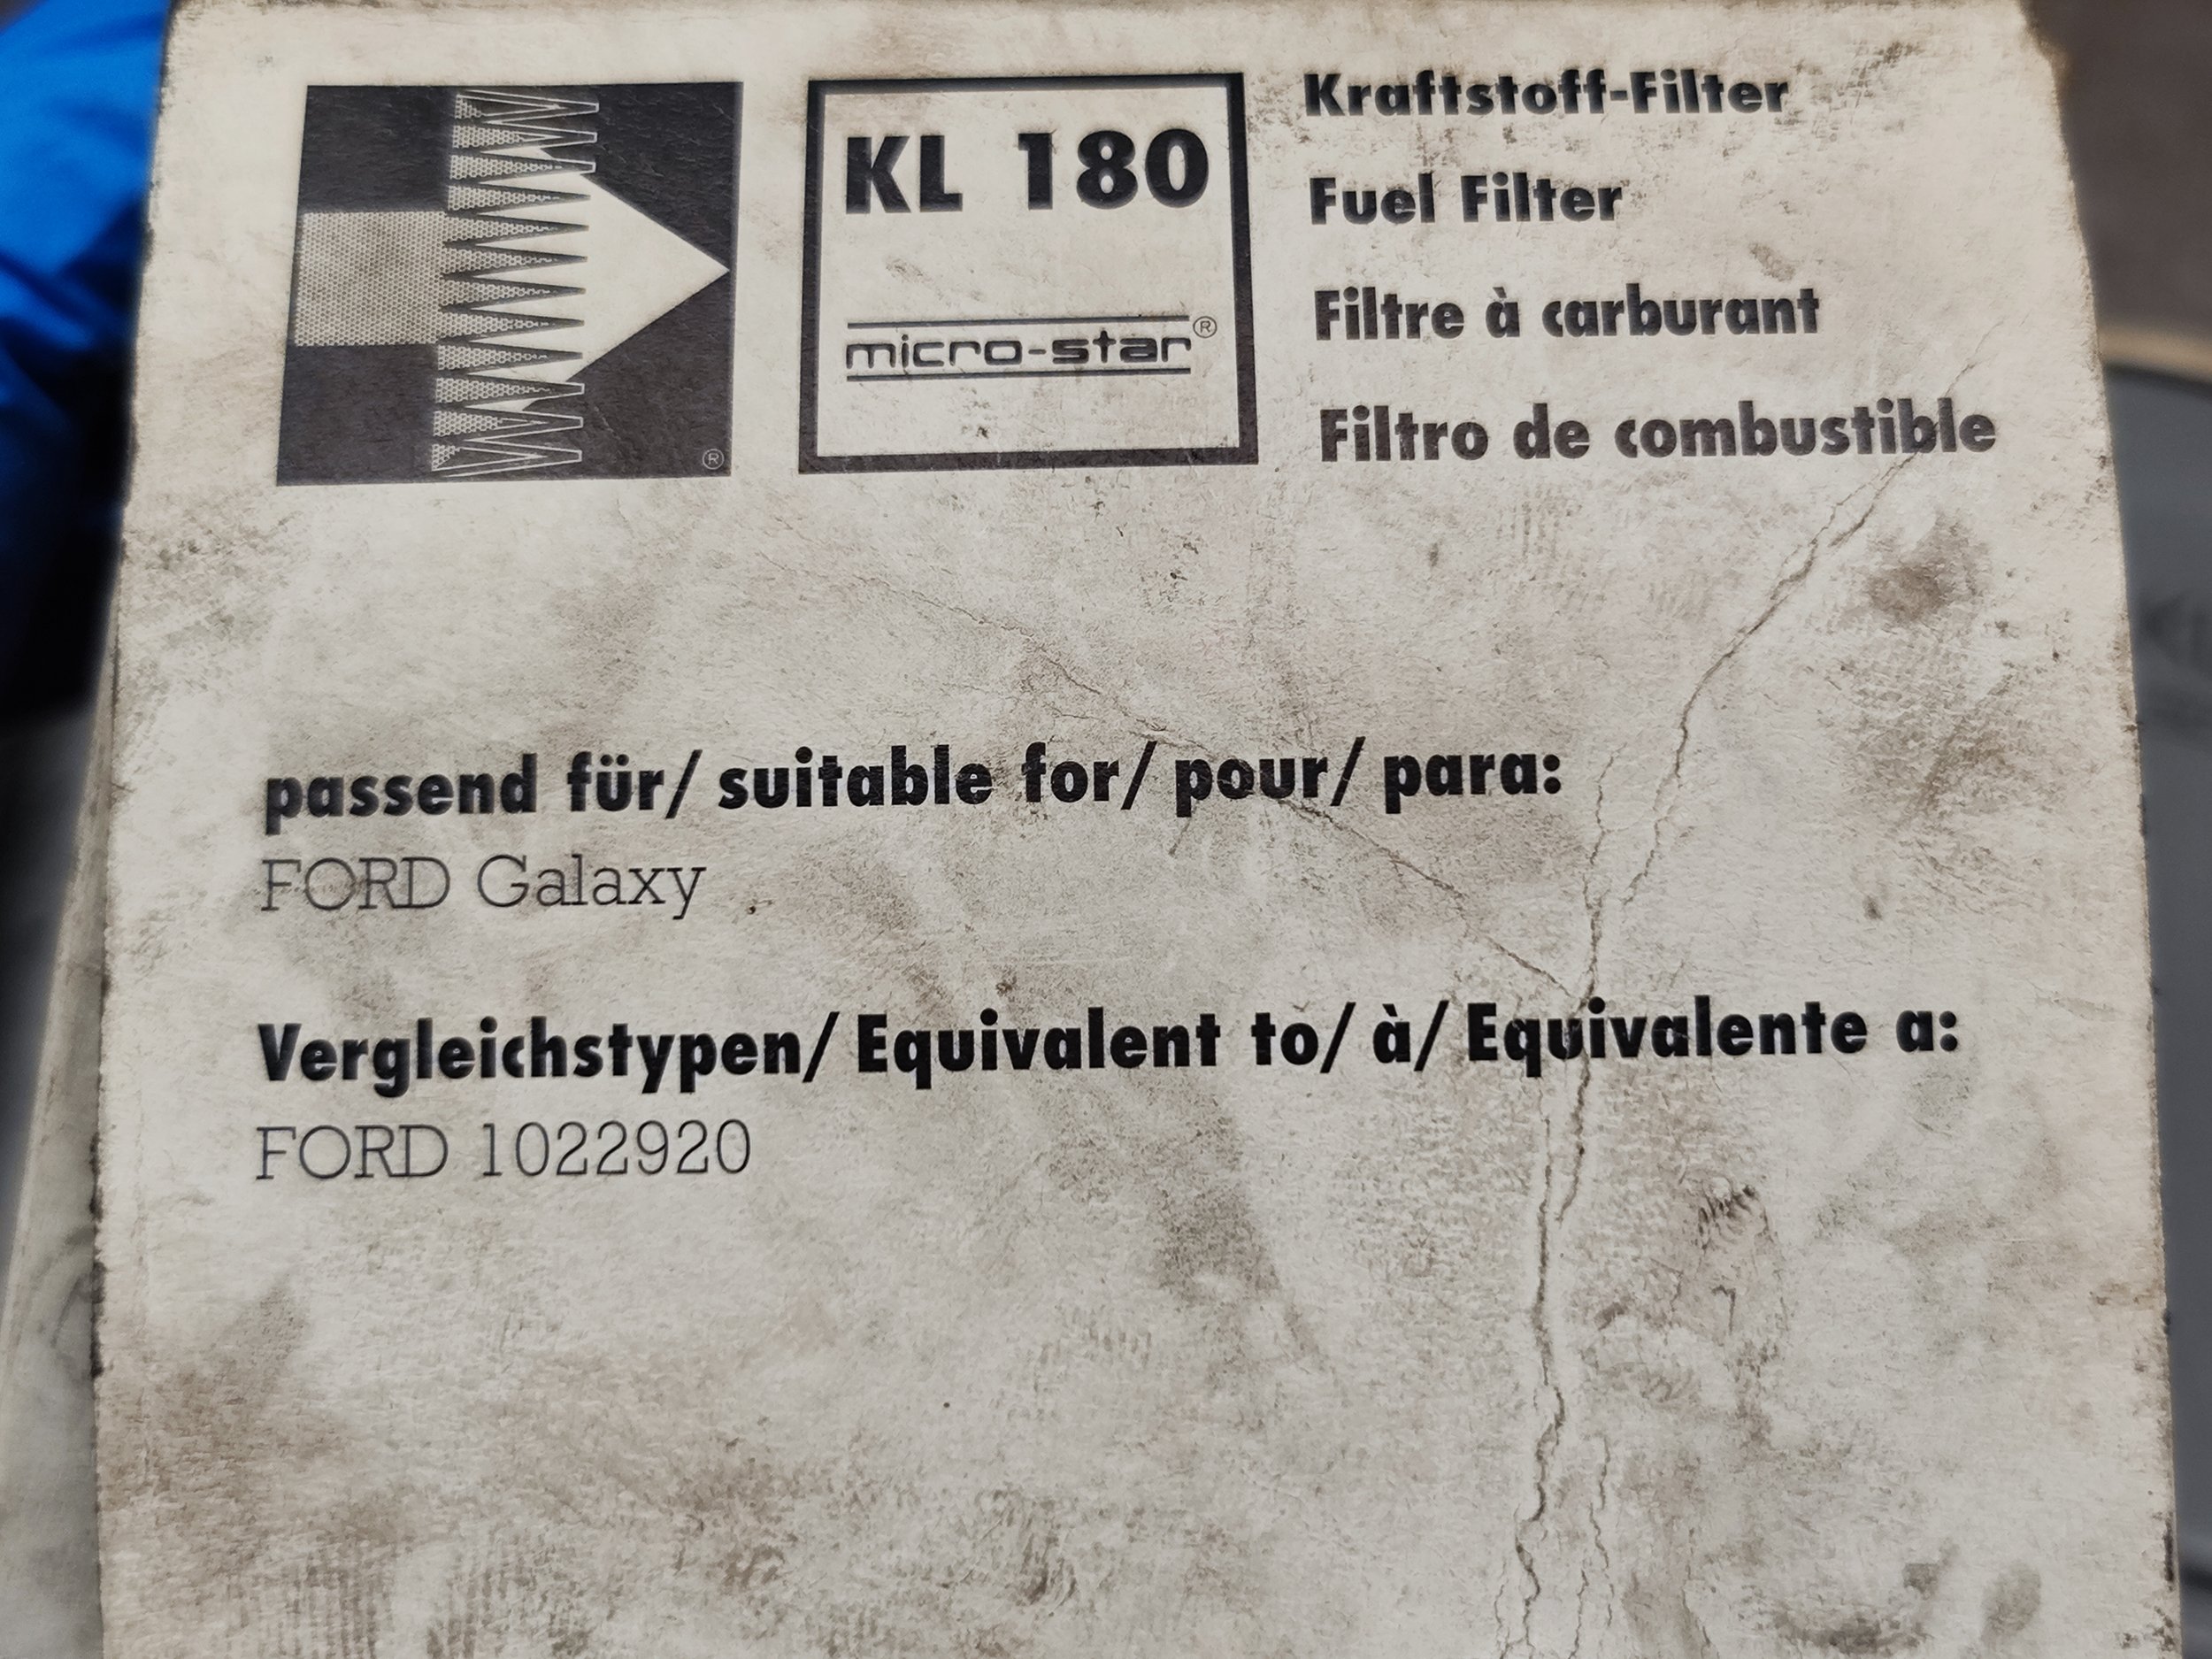 KL 180
micro-star®
Kraftstoff-Filter
Fuel Filter
Filtre à carburant
Filtro de combustible
®
passend für/ suitable for/ pour/ para:
FORD Galaxy
Vergleichstypen/ Equivalent to/ à/ Equivalente a:
FORD 1022920